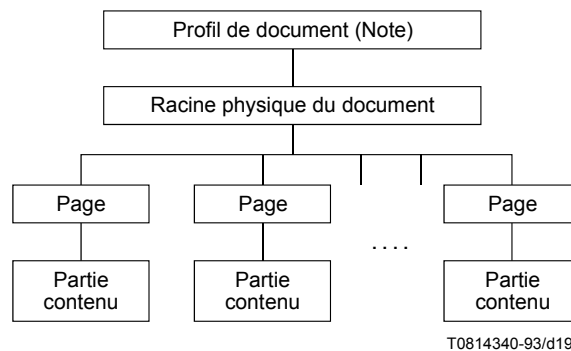 Profil de document (Note)
Racine physique du document
Page
Page
Page
. . . .
Partie
contenu
Partie
contenu
Partie
contenu
T0814340-93/d19